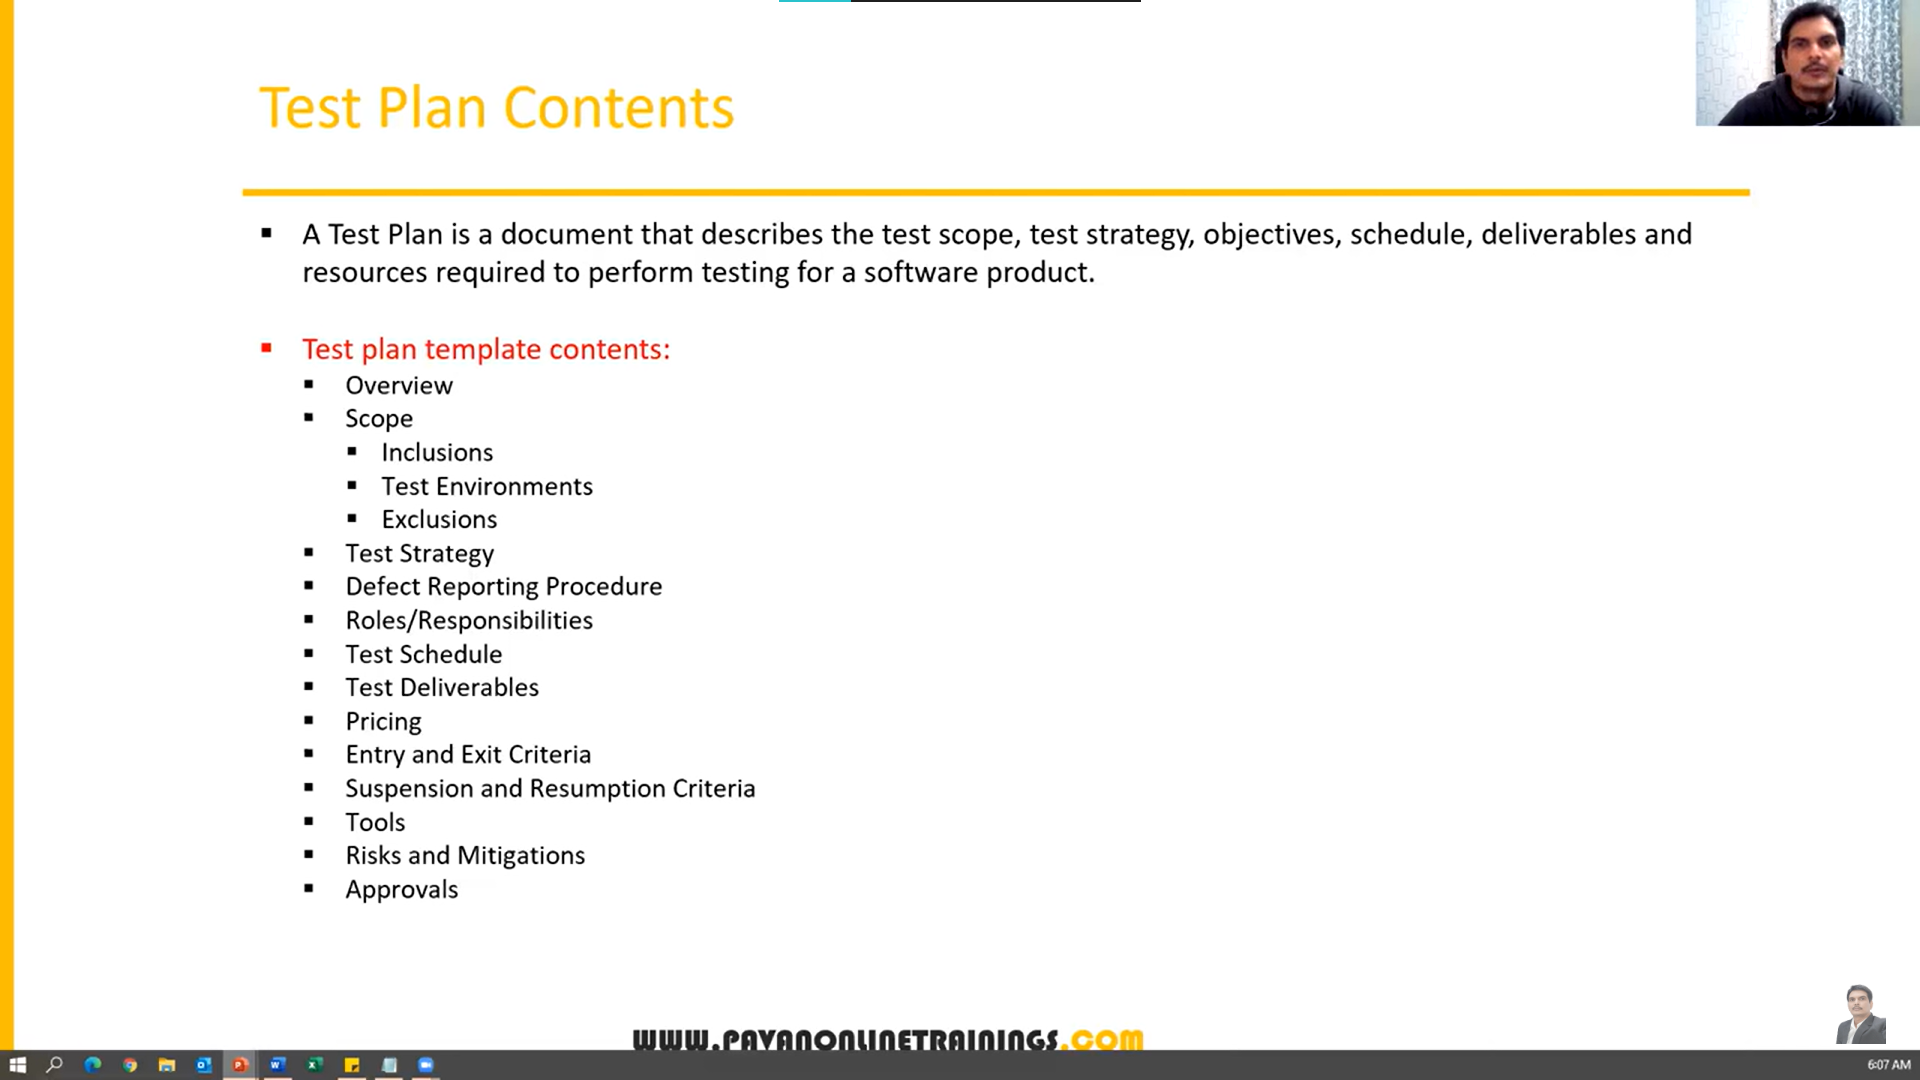 Test Plan Contents
A Test Plan is a document that describes the test scope, test strategy, objectives, schedule, deliverables and
resources required to perform testing for a software product.
Test plan template contents:
Overview
Scope
Inclusions
Test Environments
Exclusions
Test Strategy
Defect Reporting Procedure
Roles/Responsibilities
Test Schedule
Test Deliverables
Pricing
Entry and Exit Criteria
Suspension and Resumption Criteria
Tools
Risks and Mitigations
Approvals
WWW.PAVANONLINETRAININGS.COM
6:07 AM